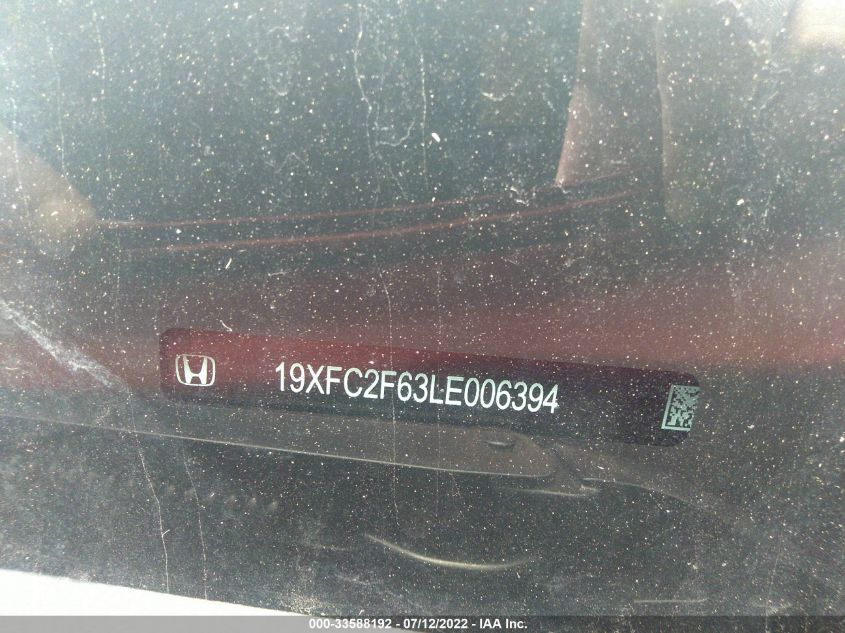 19XFC2F63LE006394
000-33588192 - 07/12/2022 - IAA Inc.